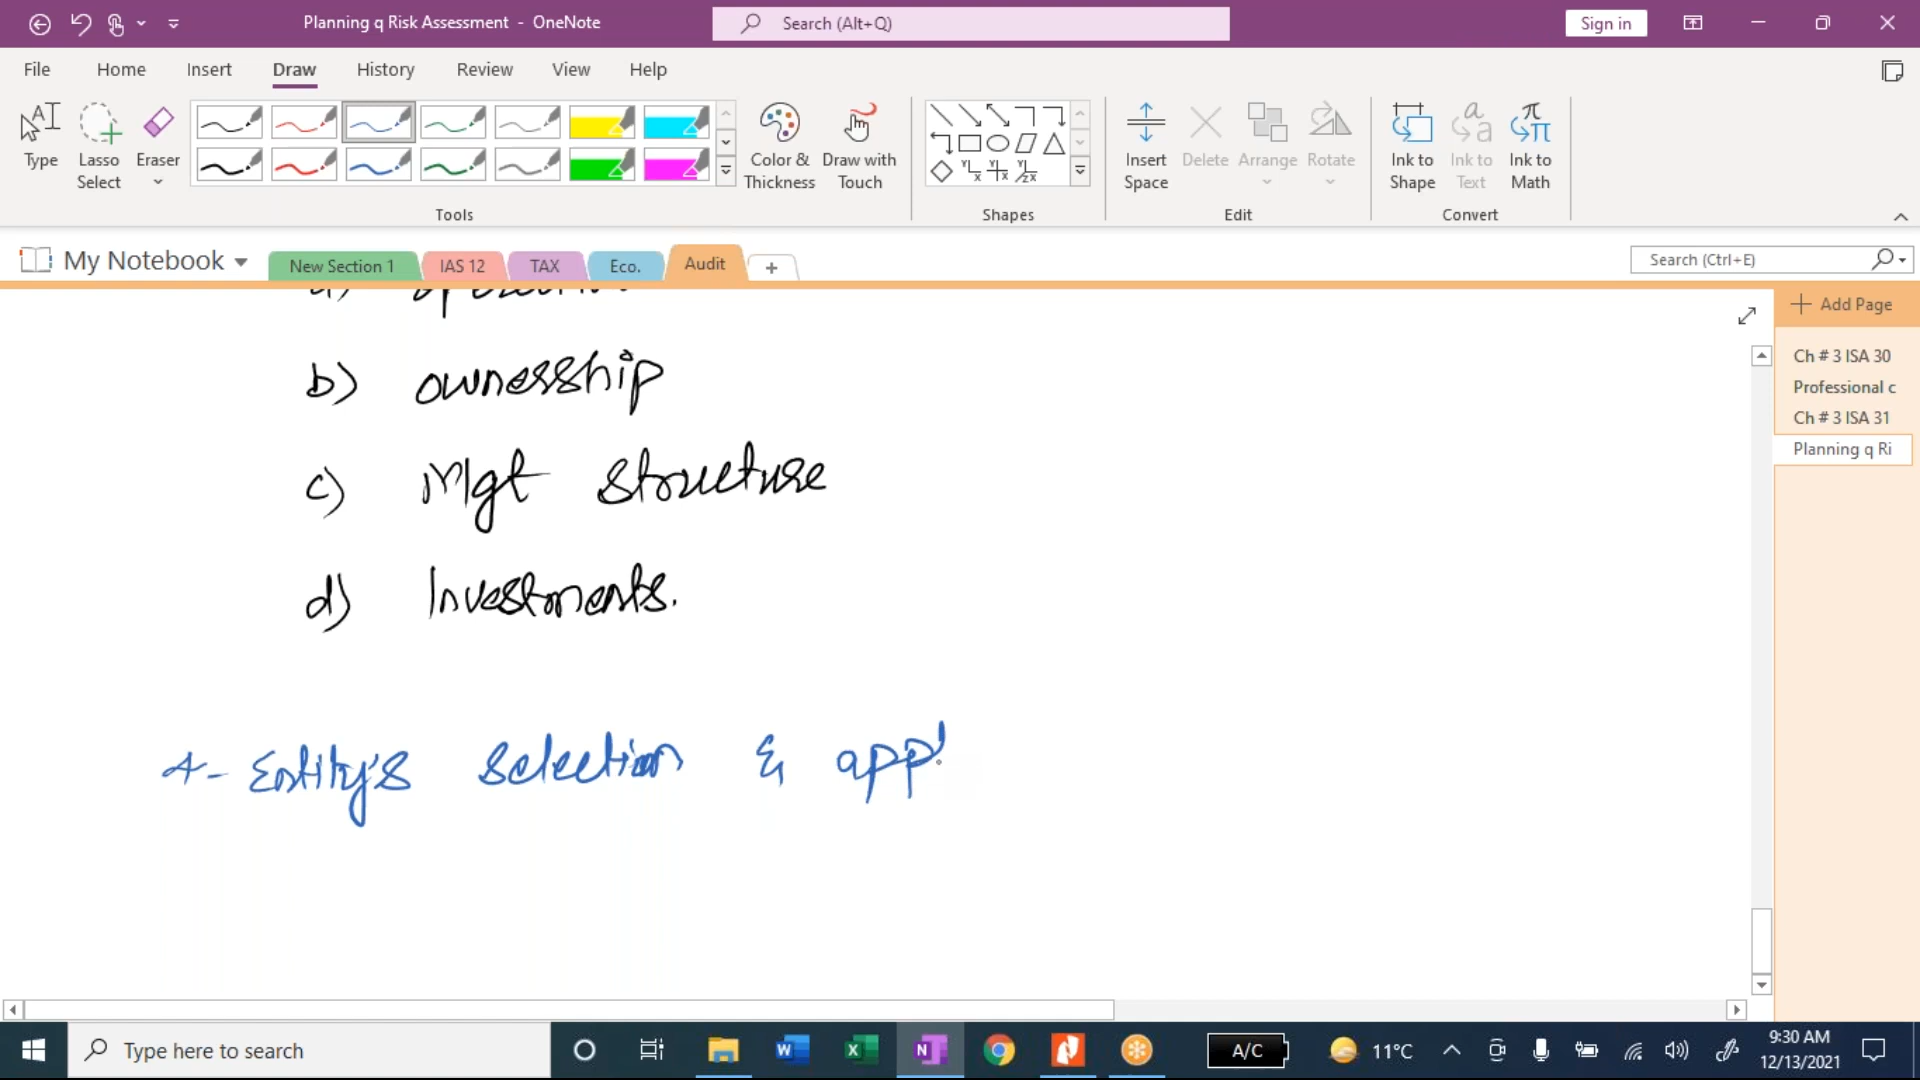 Planning q Risk Assessment - OneNote
Search (Alt+Q)
Sign in
File Home Insert Draw History Review View Help
Type
Lasso Select
Eraser
Color & Thickness
Draw with Touch
Insert Space
Delete
Arrange
Rotate
Ink to Shape
Ink to Text
Ink to Math
Tools Shapes Edit Convert
My Notebook
New Section 1 IAS 12 TAX Eco. Audit
Search (Ctrl+E)
Add Page
Ch # 3 ISA 30
Professional c
Ch # 3 ISA 31
Planning q Ri
b) ownership
c) Mgt structure
d) Investments.
4- Entity's selection & appl
Type here to search
A/C
11°C
9:30 AM
12/13/2021